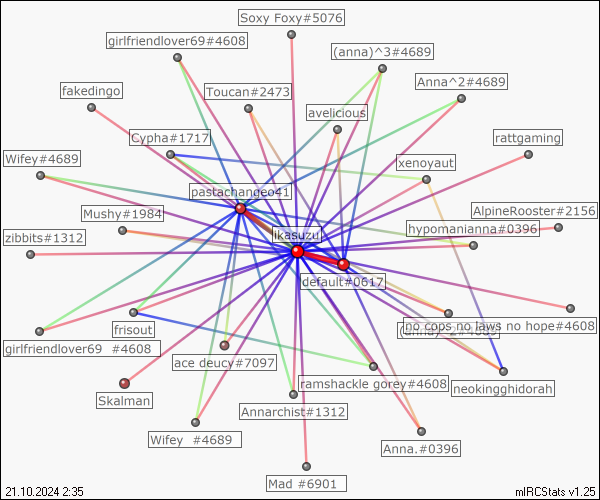 Soxy Foxy#5076
girlfriendlover69#4608
(anna)^3#4689
Anna^2#4689
fakedingo
Toucan#2473
avelicious
Cypha#1717
rattgaming
Wifey#4689
xenoyaut
pastachangeo41
Mushy#1984
AlpineRooster#2156
hypomanianna#0396
zibbits#1312
ikasuzu
default#0617
no cops no laws no hope#4608
frisout
girlfriendlover69 #4608
ace deucy#7097
ramshackle gorey#4608
neokingghidorah
Skalman
Annarchist#1312
Wifey #4689
Anna.#0396
Mad #6901
21.10.2024 2:35
mIRCStats v1.25